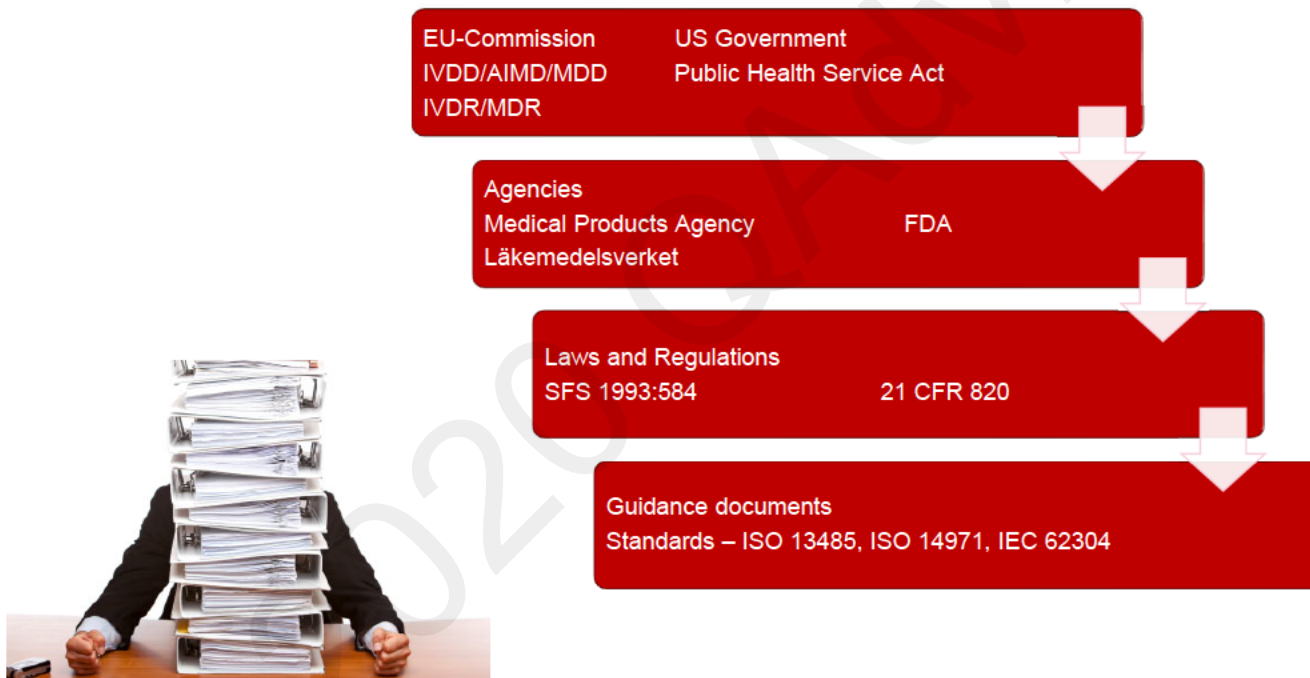 EU-Commission US Government
IVDD/AIMD/MDD Public Health Service Act
IVDR/MDR
Agencies
Medical Products Agency FDA
Läkemedelsverket
Laws and Regulations
SFS 1993:584 21 CFR 820
Guidance documents
Standards – ISO 13485, ISO 14971, IEC 62304